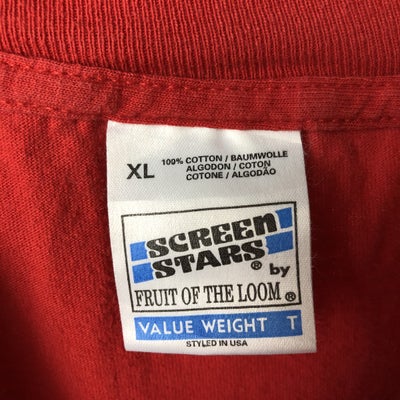 XL
100% COTTON / BAUMWOLLE
ALGODON / COTON
COTONE / ALGODÃO
SCREEN
STARS®
by
FRUIT OF THE LOOM®
VALUE WEIGHT T
STYLED IN USA